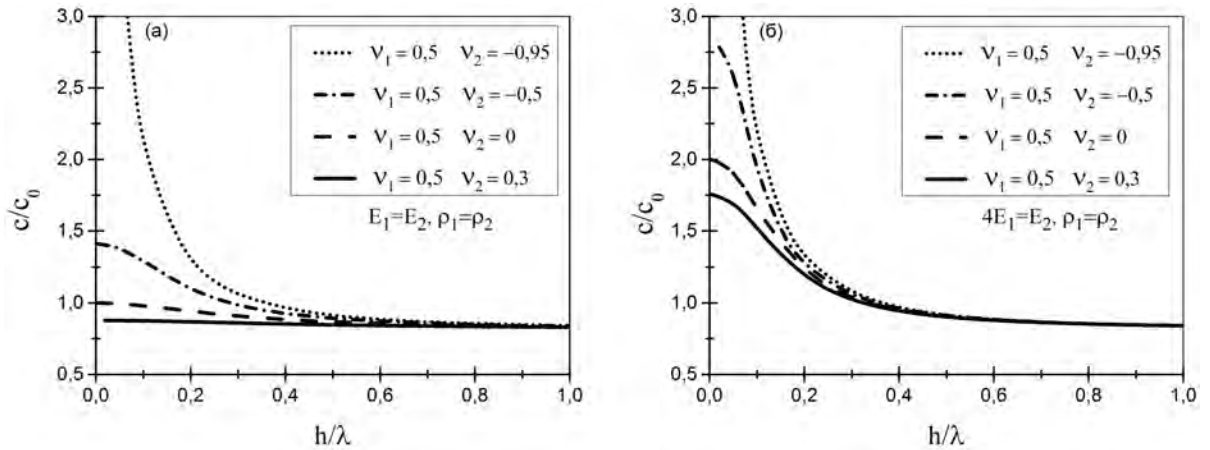 (a)
3,0
2,5
2,0
1,5
1,0
0,5
c/c₀
ν₁ = 0,5 ν₂ = −0,95
ν₁ = 0,5 ν₂ = −0,5
ν₁ = 0,5 ν₂ = 0
ν₁ = 0,5 ν₂ = 0,3
E₁=E₂, ρ₁=ρ₂
0,0 0,2 0,4 0,6 0,8 1,0
h/λ
(б)
3,0
2,5
2,0
1,5
1,0
0,5
c/c₀
ν₁ = 0,5 ν₂ = −0,95
ν₁ = 0,5 ν₂ = −0,5
ν₁ = 0,5 ν₂ = 0
ν₁ = 0,5 ν₂ = 0,3
4E₁=E₂, ρ₁=ρ₂
0,0 0,2 0,4 0,6 0,8 1,0
h/λ